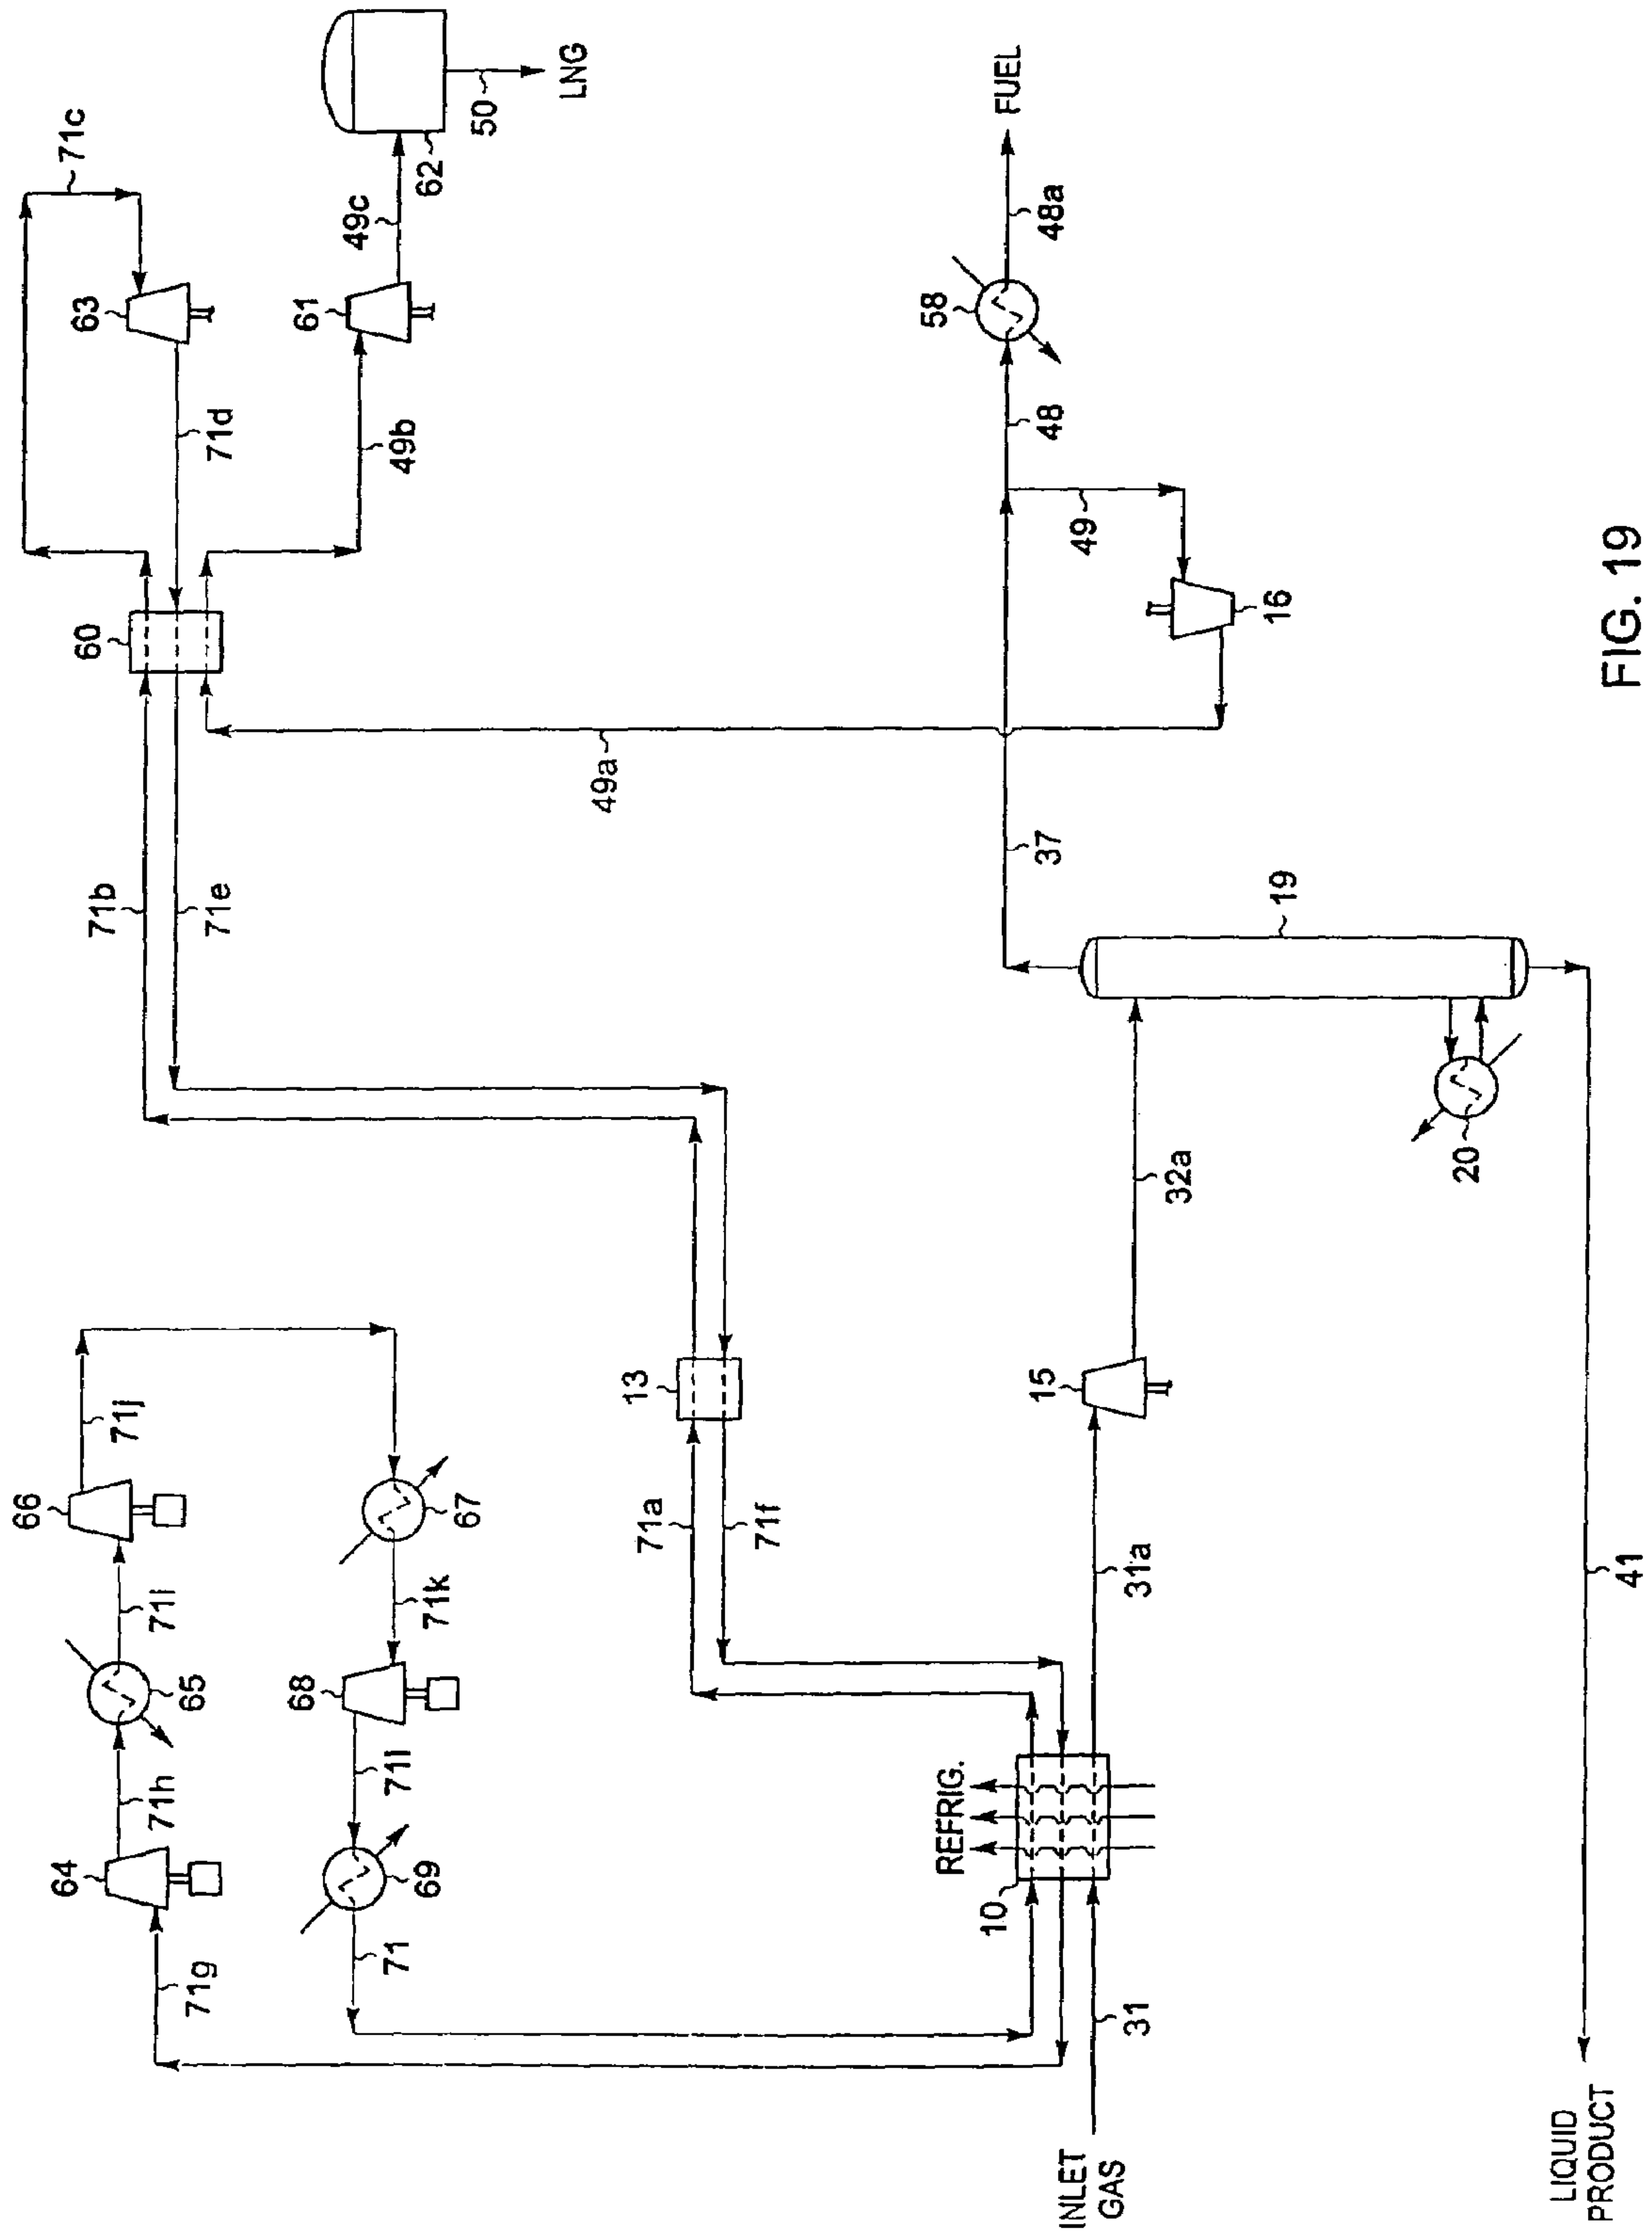 71c
63
71d
60
71b
71e
61
49b
49c
62
50
LNG
66
71j
71i
65
71h
64
71g
67
71k
68
71l
69
71
13
71a
71f
49a
58
48
48a
FUEL
49
16
37
19
20
32a
15
31a
REFRIG.
10
31
INLET
GAS
41
LIQUID
PRODUCT
FIG. 19